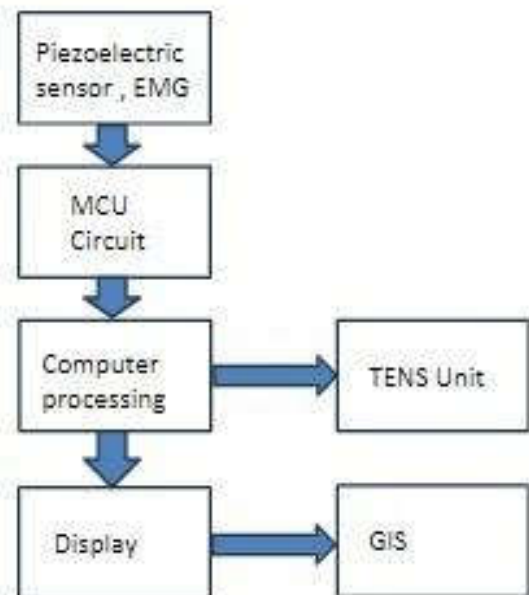 Piezoelectric
sensor , EMG
MCU
Circuit
Computer
processing
TENS Unit
Display
GIS